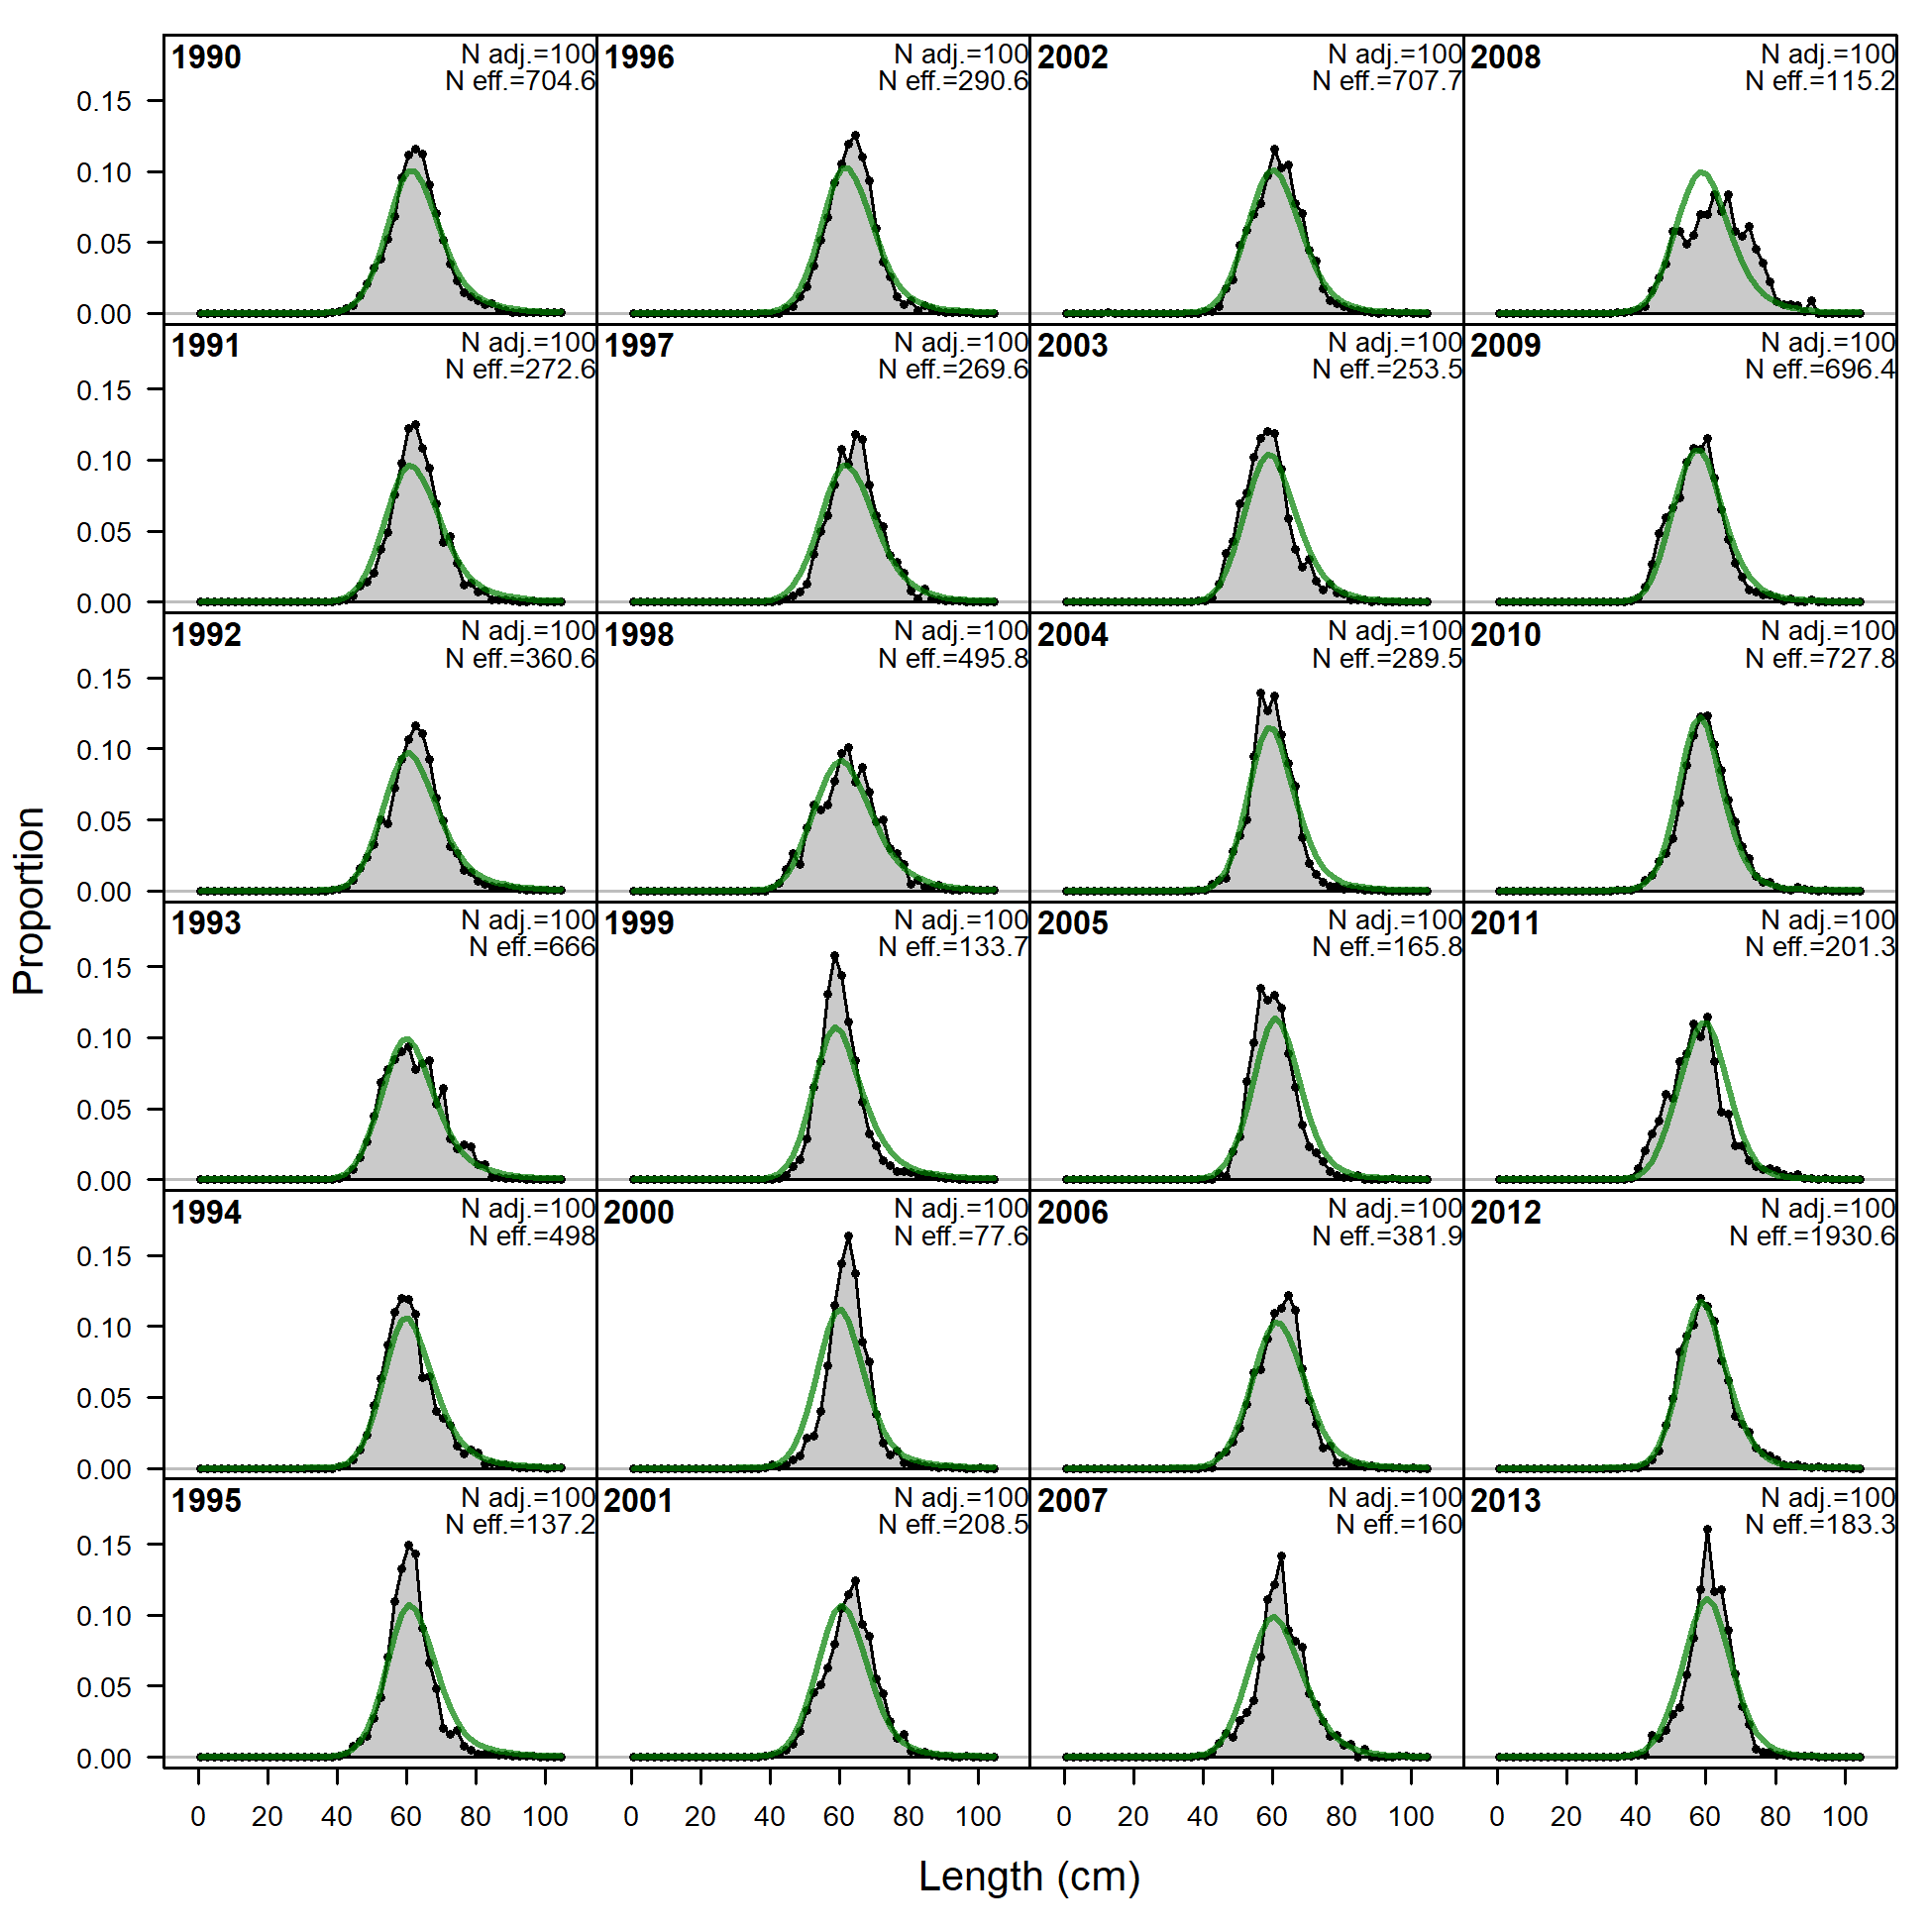 1990 N adj.=100
N eff.=704.6
1996 N adj.=100
N eff.=290.6
2002 N adj.=100
N eff.=707.7
2008 N adj.=100
N eff.=115.2
0.15
0.10
0.05
0.00
1991 N adj.=100
N eff.=272.6
1997 N adj.=100
N eff.=269.6
2003 N adj.=100
N eff.=253.5
2009 N adj.=100
N eff.=696.4
0.15
0.10
0.05
0.00
1992 N adj.=100
N eff.=360.6
1998 N adj.=100
N eff.=495.8
2004 N adj.=100
N eff.=289.5
2010 N adj.=100
N eff.=727.8
0.15
0.10
0.05
0.00
Proportion
1993 N adj.=100
N eff.=666
1999 N adj.=100
N eff.=133.7
2005 N adj.=100
N eff.=165.8
2011 N adj.=100
N eff.=201.3
0.15
0.10
0.05
0.00
1994 N adj.=100
N eff.=498
2000 N adj.=100
N eff.=77.6
2006 N adj.=100
N eff.=381.9
2012 N adj.=100
N eff.=1930.6
0.15
0.10
0.05
0.00
1995 N adj.=100
N eff.=137.2
2001 N adj.=100
N eff.=208.5
2007 N adj.=100
N eff.=160
2013 N adj.=100
N eff.=183.3
0.15
0.10
0.05
0.00
0 20 40 60 80 100 0 20 40 60 80 100 0 20 40 60 80 100 0 20 40 60 80 100
Length (cm)